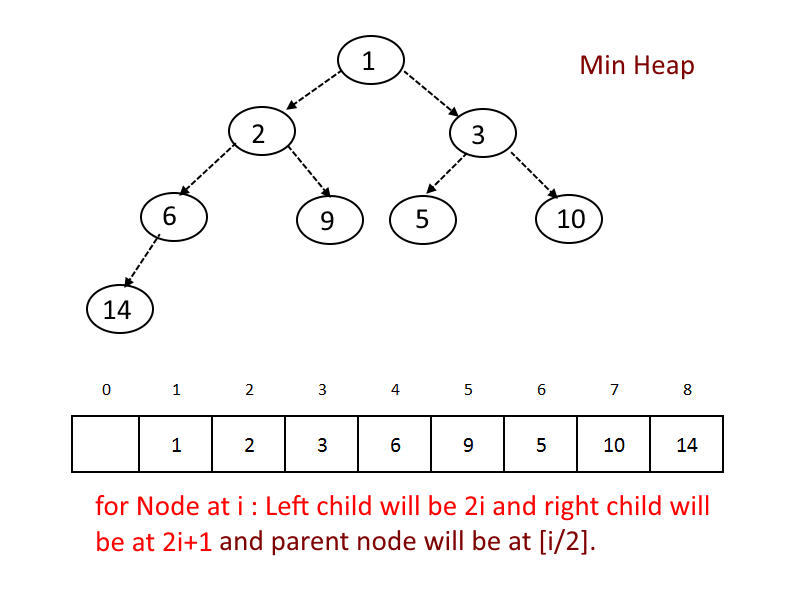 1
Min Heap
2
3
6
9
5
10
14
0 1 2 3 4 5 6 7 8
1 2 3 6 9 5 10 14
for Node at i : Left child will be 2i and right child will
be at 2i+1 and parent node will be at [i/2].